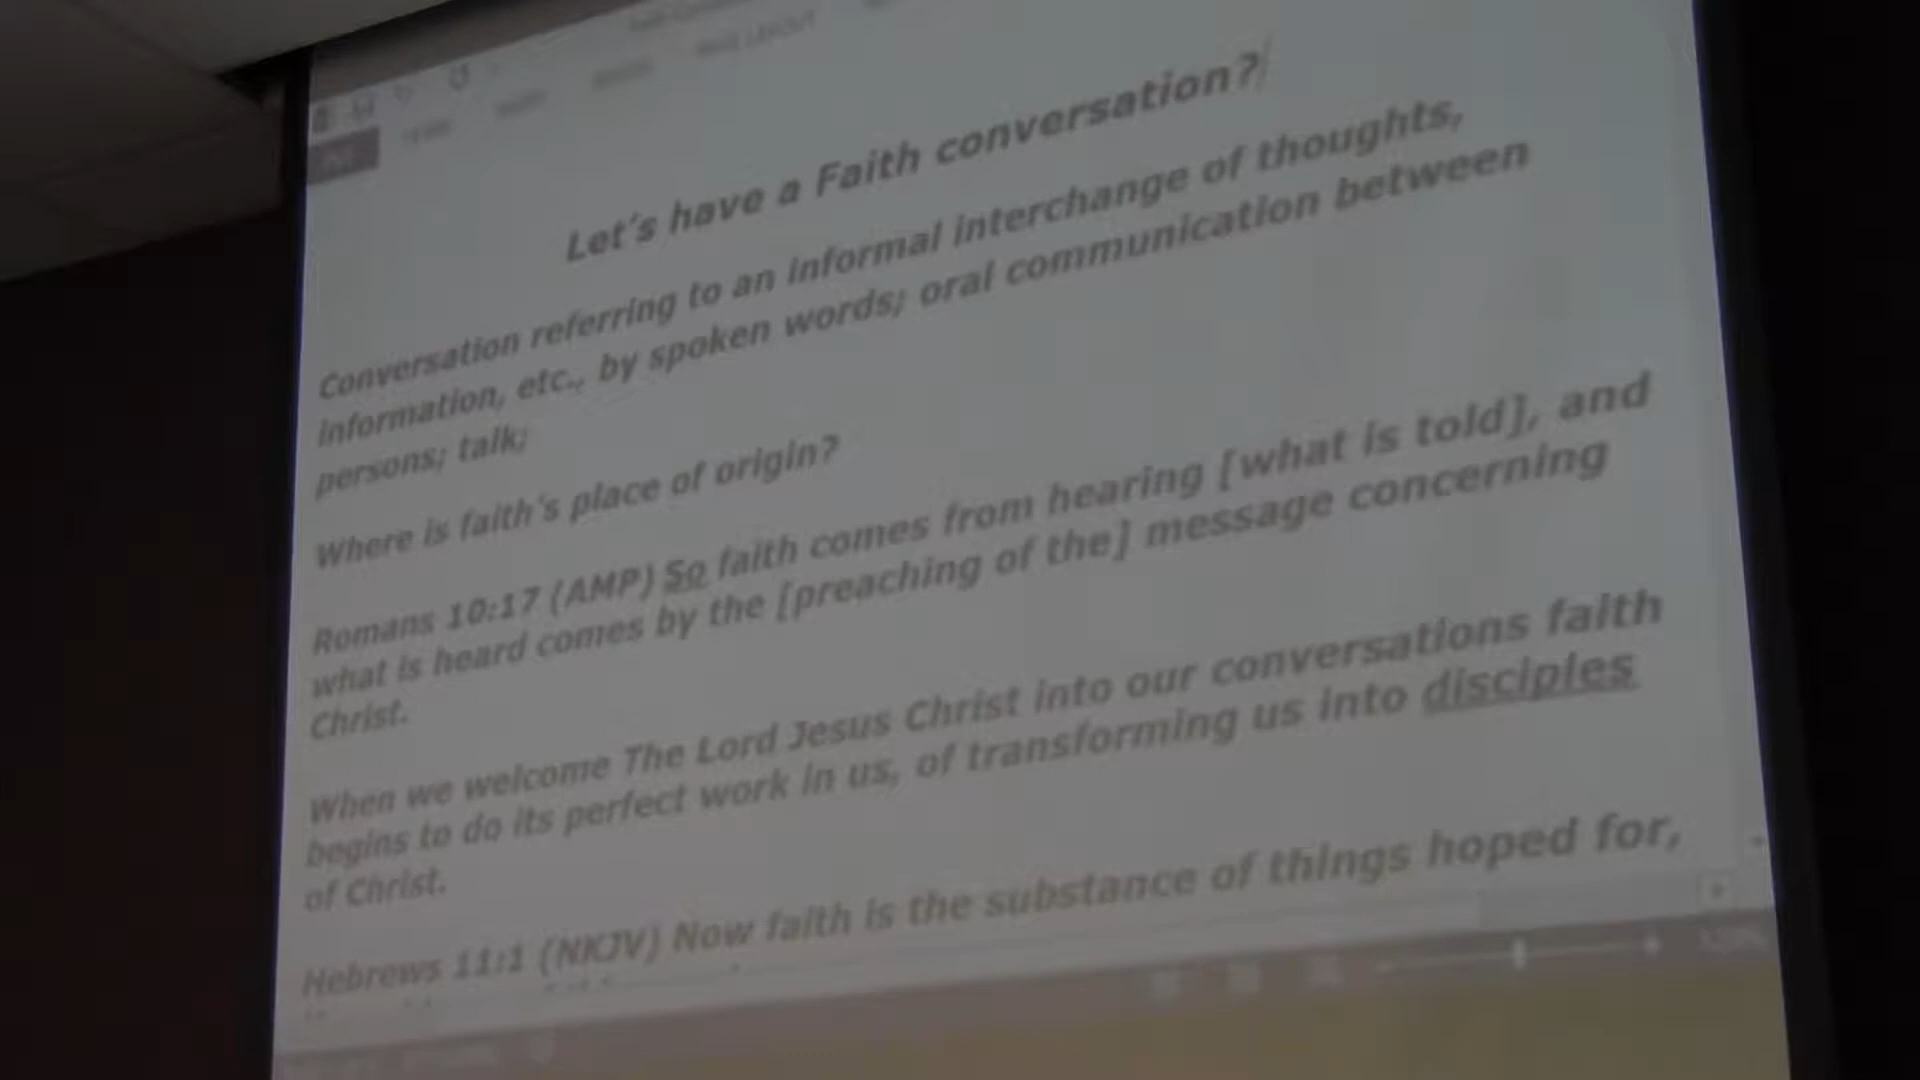 PAGE LAYOUT
Let's have a Faith conversation?
Conversation referring to an informal interchange of thoughts,
information, etc., by spoken words; oral communication between
persons; talk;
Where is faith's place of origin?
Romans 10:17 (AMP) So faith comes from hearing [what is told], and
what is heard comes by the [preaching of the] message concerning
Christ.
When we welcome The Lord Jesus Christ into our conversations faith
begins to do its perfect work in us, of transforming us into disciples
of Christ.
Hebrews 11:1 (NKJV) Now faith is the substance of things hoped for,